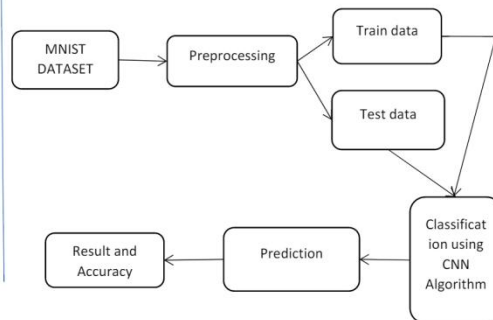 MNIST
DATASET
Preprocessing
Train data
Test data
Classificat
ion using
CNN
Algorithm
Prediction
Result and
Accuracy